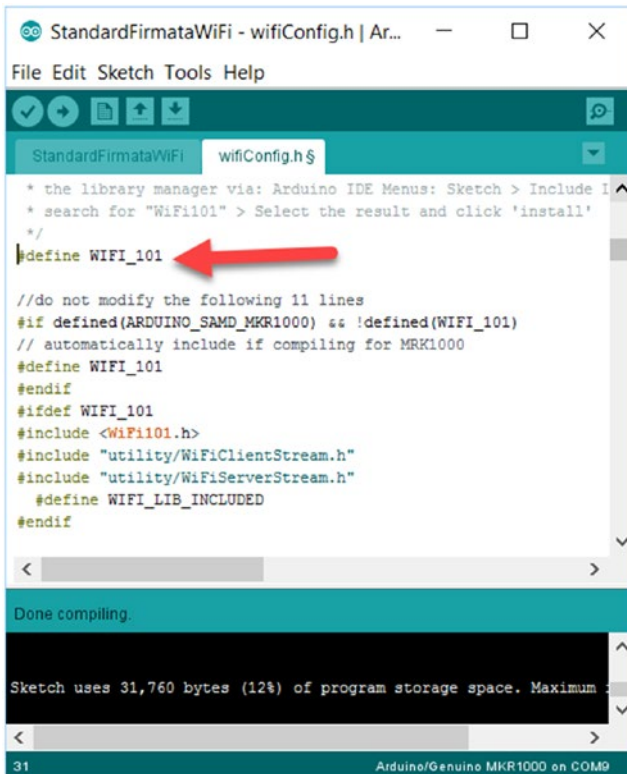 StandardFirmataWiFi - wifiConfig.h | Ar...
File Edit Sketch Tools Help
StandardFirmataWiFi wifiConfig.h §
* the library manager via: Arduino IDE Menus: Sketch > Include
* search for "WiFi101" > Select the result and click 'install'
*/
#define WIFI_101
//do not modify the following 11 lines
#if defined(ARDUINO_SAMD_MKR1000) && !defined(WIFI_101)
// automatically include if compiling for MRK1000
#define WIFI_101
#endif
#ifdef WIFI_101
#include <WiFi101.h>
#include "utility/WiFiClientStream.h"
#include "utility/WiFiServerStream.h"
#define WIFI_LIB_INCLUDED
#endif
Done compiling.
Sketch uses 31,760 bytes (12%) of program storage space. Maximum
31 Arduino/Genuino MKR1000 on COM9